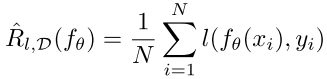 $\hat{R}_{l,\mathcal{D}}(f_\theta) = \frac{1}{N} \sum_{i=1}^{N} l(f_\theta(x_i), y_i)$